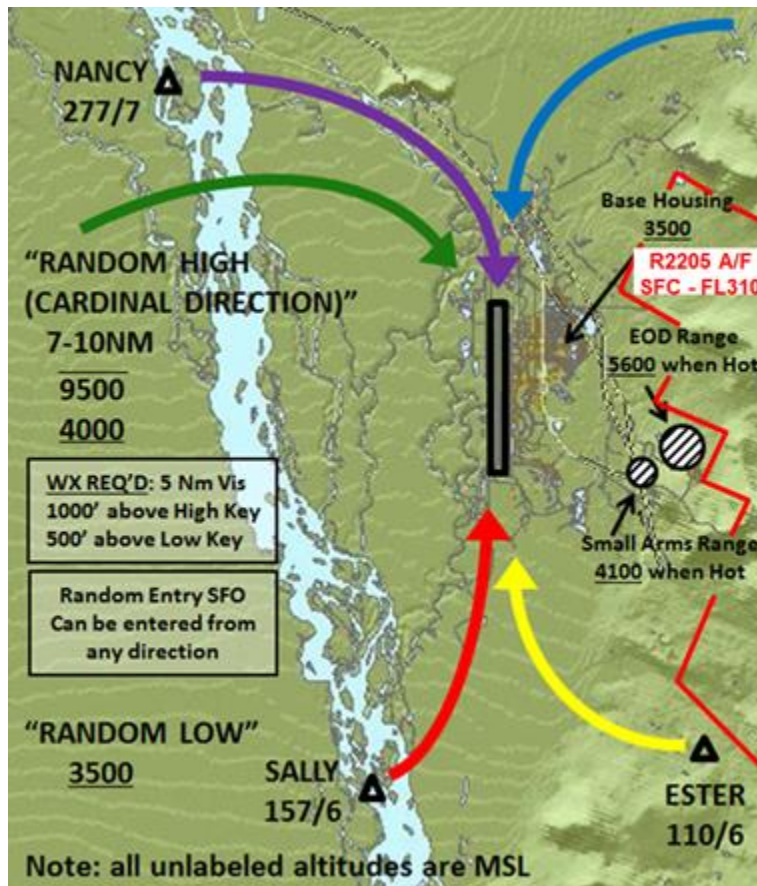 NANCY
277/7
Base Housing
3500
R2205 A/F
SFC - FL310
"RANDOM HIGH
(CARDINAL DIRECTION)"
7-10NM
9500
4000
EOD Range
5600 when Hot
WX REQ'D: 5 Nm Vis
1000' above High Key
500' above Low Key
Small Arms Range
4100 when Hot
Random Entry SFO
Can be entered from
any direction
"RANDOM LOW"
3500
SALLY
157/6
ESTER
110/6
Note: all unlabeled altitudes are MSL